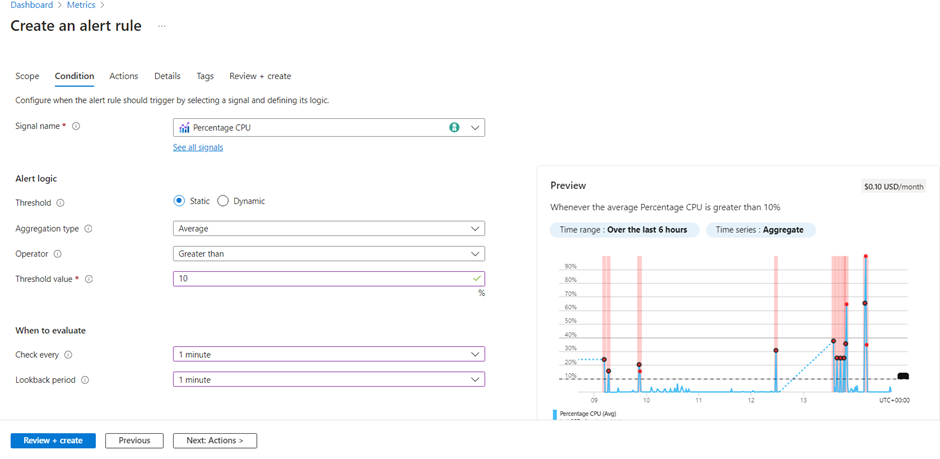 Dashboard > Metrics >
Create an alert rule ...
Scope Condition Actions Details Tags Review + create
Configure when the alert rule should trigger by selecting a signal and defining its logic.
Signal name * Percentage CPU
See all signals
Alert logic
Threshold Static Dynamic
Aggregation type Average
Operator Greater than
Threshold value * 10
%
When to evaluate
Check every 1 minute
Lookback period 1 minute
Preview $0.10 USD/month
Whenever the average Percentage CPU is greater than 10%
Time range : Over the last 6 hours Time series : Aggregate
90%
80%
70%
60%
50%
40%
30%
20%
10%
09 10 11 12 13 UTC+00:00
Percentage CPU (Avg)
Review + create Previous Next: Actions >